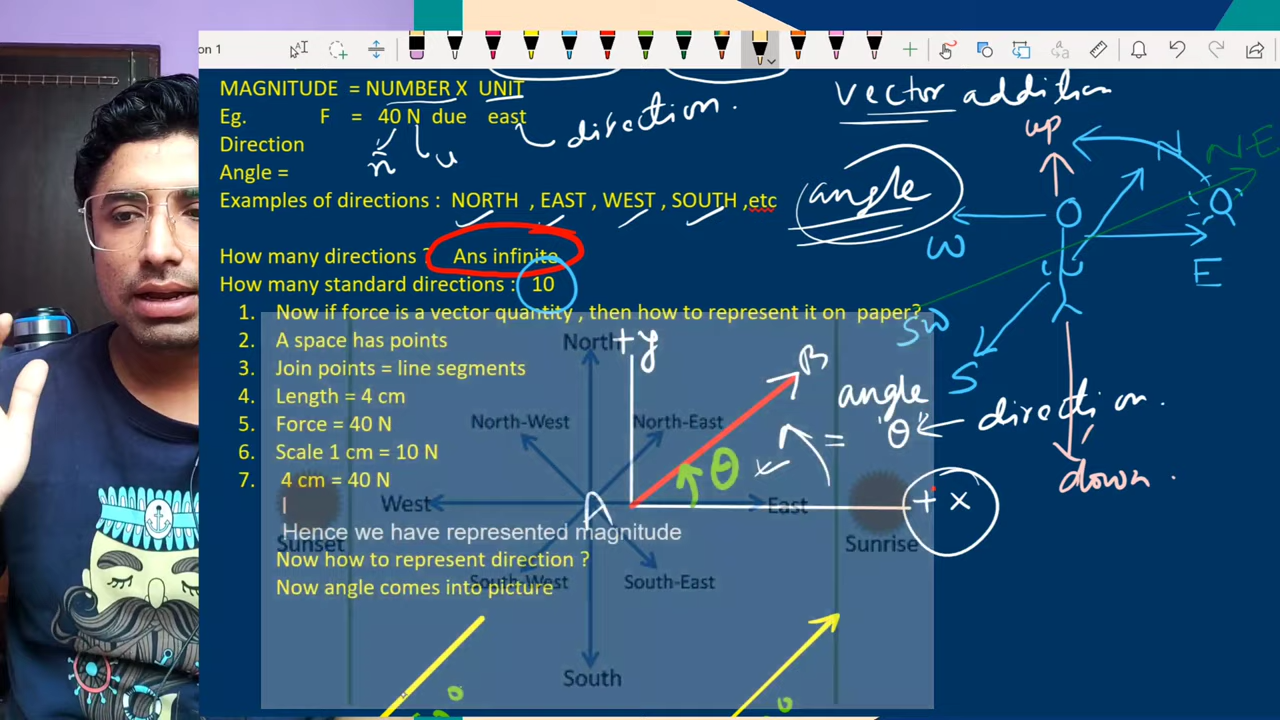 on 1
MAGNITUDE = NUMBER X UNIT
Eg. F = 40 N due east
direction.
n u
Direction
Angle =
Examples of directions : NORTH , EAST , WEST , SOUTH ,etc
angle
vector addition
up
N
NE
W
E
SW
S
down.
How many directions ? Ans infinite
How many standard directions : 10
1. Now if force is a vector quantity , then how to represent it on paper?
2. A space has points
3. Join points = line segments
4. Length = 4 cm
5. Force = 40 N
6. Scale 1 cm = 10 N
7. 4 cm = 40 N
Hence we have represented magnitude
Now how to represent direction ?
Now angle comes into picture
North
+y
B
North-West
North-East
angle
= "θ" direction.
θ
West
A
East
+x
Sunset
Sunrise
South-West
South-East
South